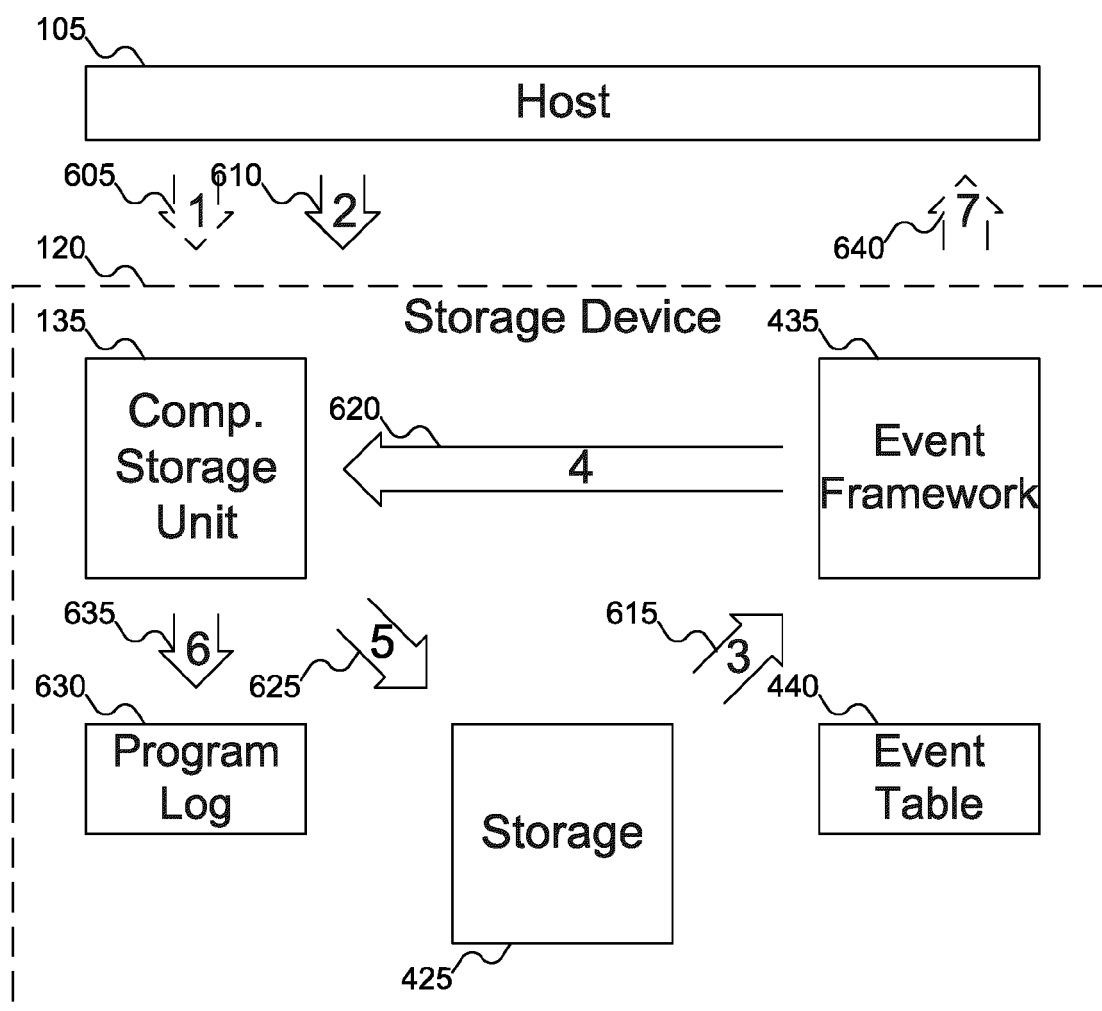 105
Host
605
1
610
2
7
640
120
Storage Device
135
435
Comp.
Storage
Unit
620
4
Event
Framework
635
6
5
625
615
3
630
440
Program
Log
Storage
Event
Table
425